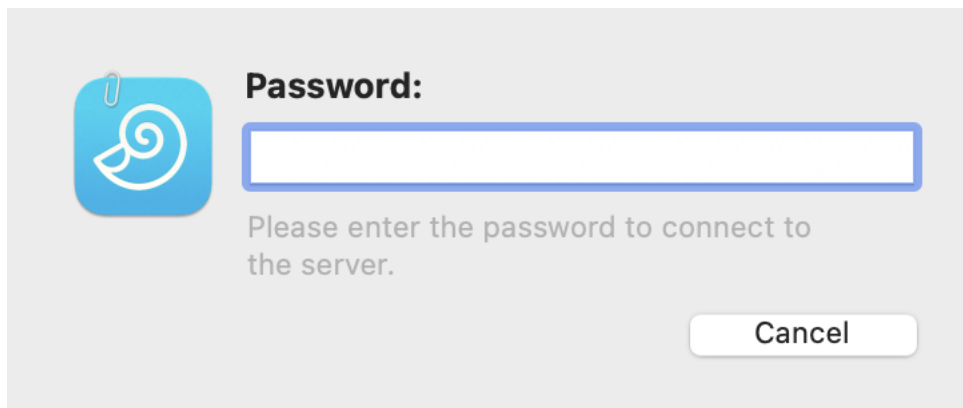 Password:
Please enter the password to connect to
the server.
Cancel